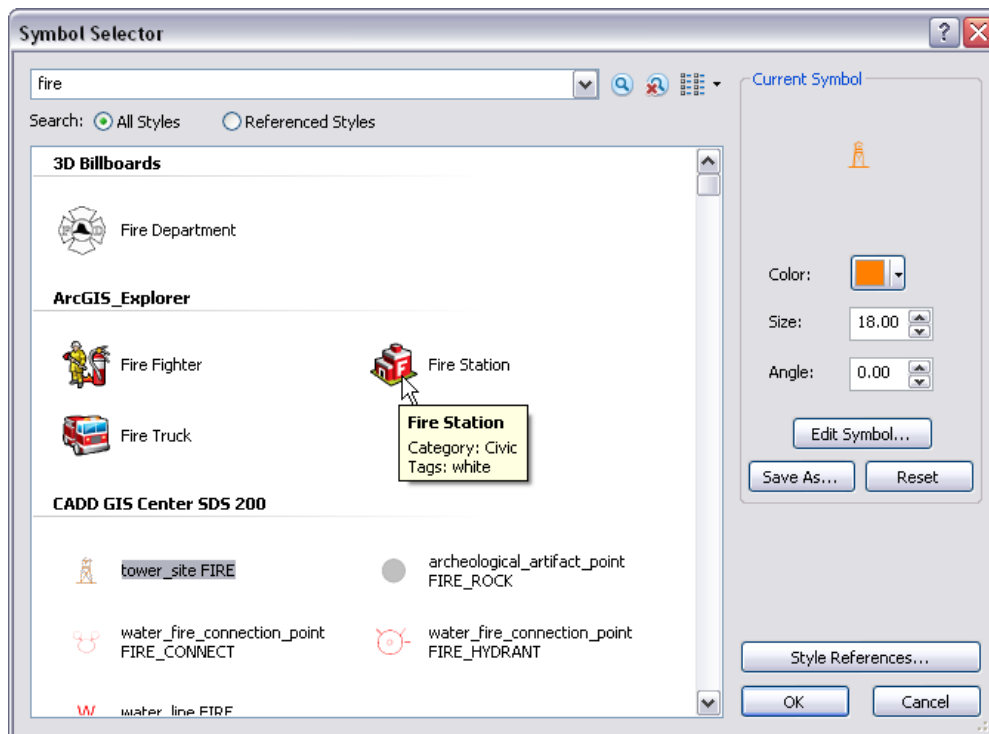 Symbol Selector
fire
Search: All Styles Referenced Styles
3D Billboards
F D
Fire Department
ArcGIS_Explorer
Fire Fighter
F
Fire Station
Fire Station
Category: Civic
Tags: white
Fire Truck
CADD GIS Center SDS 200
tower_site FIRE
archeological_artifact_point
FIRE_ROCK
water_fire_connection_point
FIRE_CONNECT
water_fire_connection_point
FIRE_HYDRANT
W
water_line FIRE
Current Symbol
Color:
Size: 18.00
Angle: 0.00
Edit Symbol...
Save As... Reset
Style References...
OK Cancel